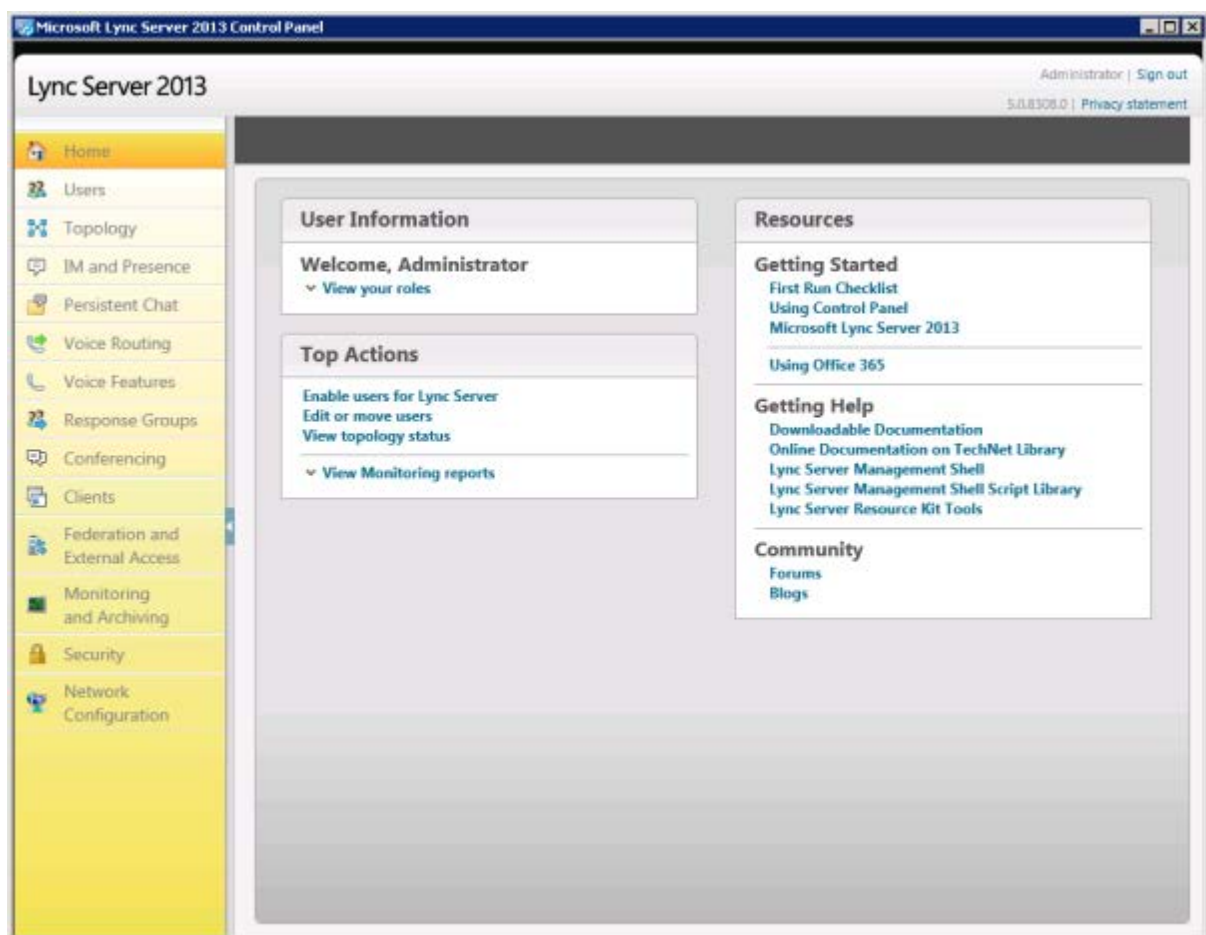 Microsoft Lync Server 2013 Control Panel
Lync Server 2013
Administrator | Sign out
5.0.8308.0 | Privacy statement
Home
Users
Topology
IM and Presence
Persistent Chat
Voice Routing
Voice Features
Response Groups
Conferencing
Clients
Federation and
External Access
Monitoring
and Archiving
Security
Network
Configuration
User Information
Welcome, Administrator
View your roles
Top Actions
Enable users for Lync Server
Edit or move users
View topology status
View Monitoring reports
Resources
Getting Started
First Run Checklist
Using Control Panel
Microsoft Lync Server 2013
Using Office 365
Getting Help
Downloadable Documentation
Online Documentation on TechNet Library
Lync Server Management Shell
Lync Server Management Shell Script Library
Lync Server Resource Kit Tools
Community
Forums
Blogs